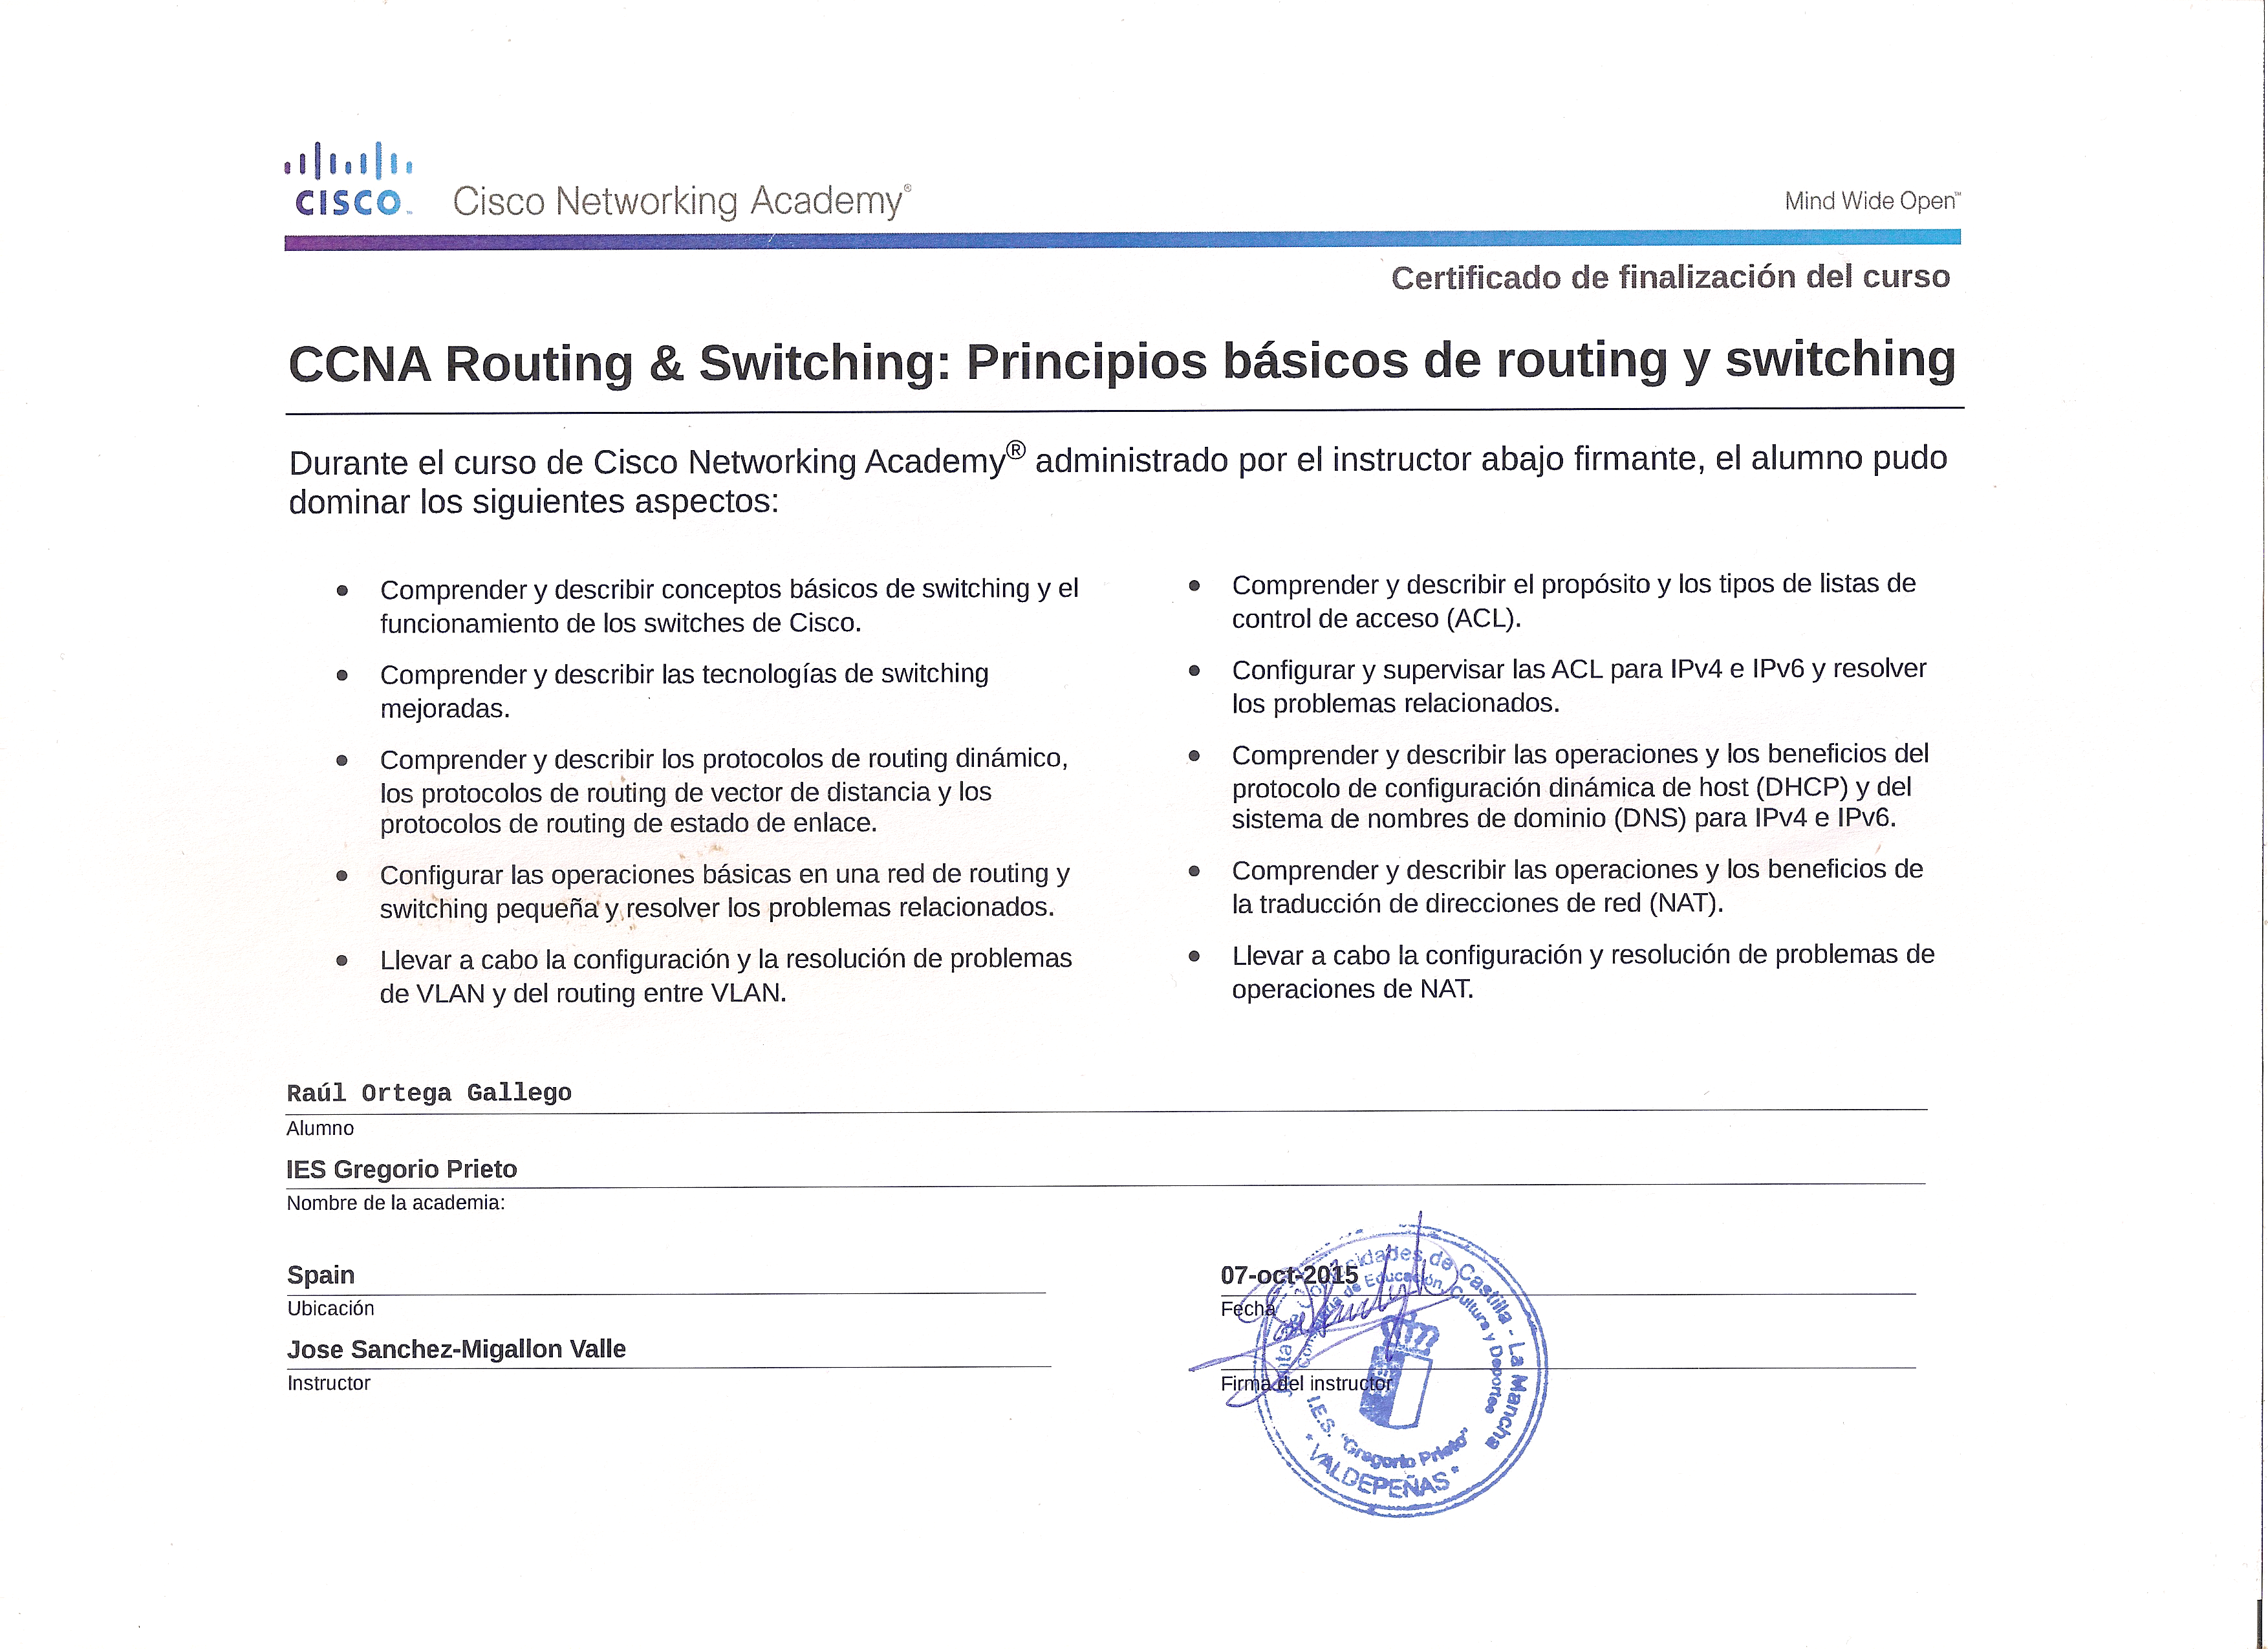 CISCO™ Cisco Networking Academy® Mind Wide Open™
Certificado de finalización del curso
CCNA Routing & Switching: Principios básicos de routing y switching
Durante el curso de Cisco Networking Academy® administrado por el instructor abajo firmante, el alumno pudo
dominar los siguientes aspectos:
• Comprender y describir conceptos básicos de switching y el
funcionamiento de los switches de Cisco.
• Comprender y describir las tecnologías de switching
mejoradas.
• Comprender y describir los protocolos de routing dinámico,
los protocolos de routing de vector de distancia y los
protocolos de routing de estado de enlace.
• Configurar las operaciones básicas en una red de routing y
switching pequeña y resolver los problemas relacionados.
• Llevar a cabo la configuración y la resolución de problemas
de VLAN y del routing entre VLAN.
• Comprender y describir el propósito y los tipos de listas de
control de acceso (ACL).
• Configurar y supervisar las ACL para IPv4 e IPv6 y resolver
los problemas relacionados.
• Comprender y describir las operaciones y los beneficios del
protocolo de configuración dinámica de host (DHCP) y del
sistema de nombres de dominio (DNS) para IPv4 e IPv6.
• Comprender y describir las operaciones y los beneficios de
la traducción de direcciones de red (NAT).
• Llevar a cabo la configuración y resolución de problemas de
operaciones de NAT.
Raúl Ortega Gallego
Alumno
IES Gregorio Prieto
Nombre de la academia:
Spain
Ubicación
07-oct-2015
Fecha
Jose Sanchez-Migallon Valle
Instructor
Firma del instructor
de Castilla - La Mancha
de Educación, Cultura y Deportes
I.E.S. "Gregorio Prieto"
* VALDEPEÑAS *